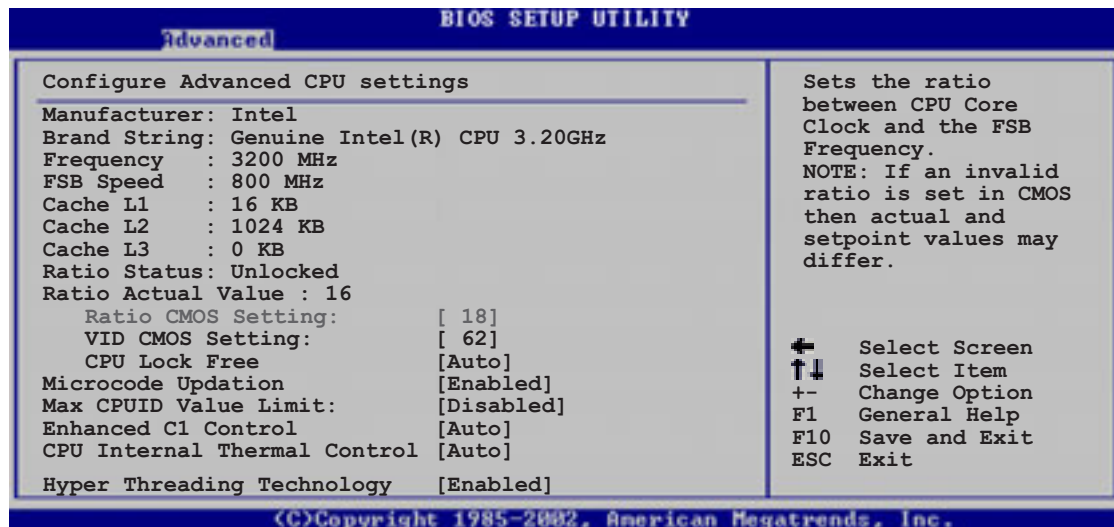 BIOS SETUP UTILITY
Advanced
Configure Advanced CPU settings
Manufacturer: Intel
Brand String: Genuine Intel(R) CPU 3.20GHz
Frequency : 3200 MHz
FSB Speed : 800 MHz
Cache L1 : 16 KB
Cache L2 : 1024 KB
Cache L3 : 0 KB
Ratio Status: Unlocked
Ratio Actual Value : 16
Ratio CMOS Setting: [ 18]
VID CMOS Setting: [ 62]
CPU Lock Free [Auto]
Microcode Updation [Enabled]
Max CPUID Value Limit: [Disabled]
Enhanced C1 Control [Auto]
CPU Internal Thermal Control [Auto]
Hyper Threading Technology [Enabled]
Sets the ratio
between CPU Core
Clock and the FSB
Frequency.
NOTE: If an invalid
ratio is set in CMOS
then actual and
setpoint values may
differ.
← Select Screen
↑↓ Select Item
+- Change Option
F1 General Help
F10 Save and Exit
ESC Exit
(C)Copyright 1985-2002, American Megatrends, Inc.